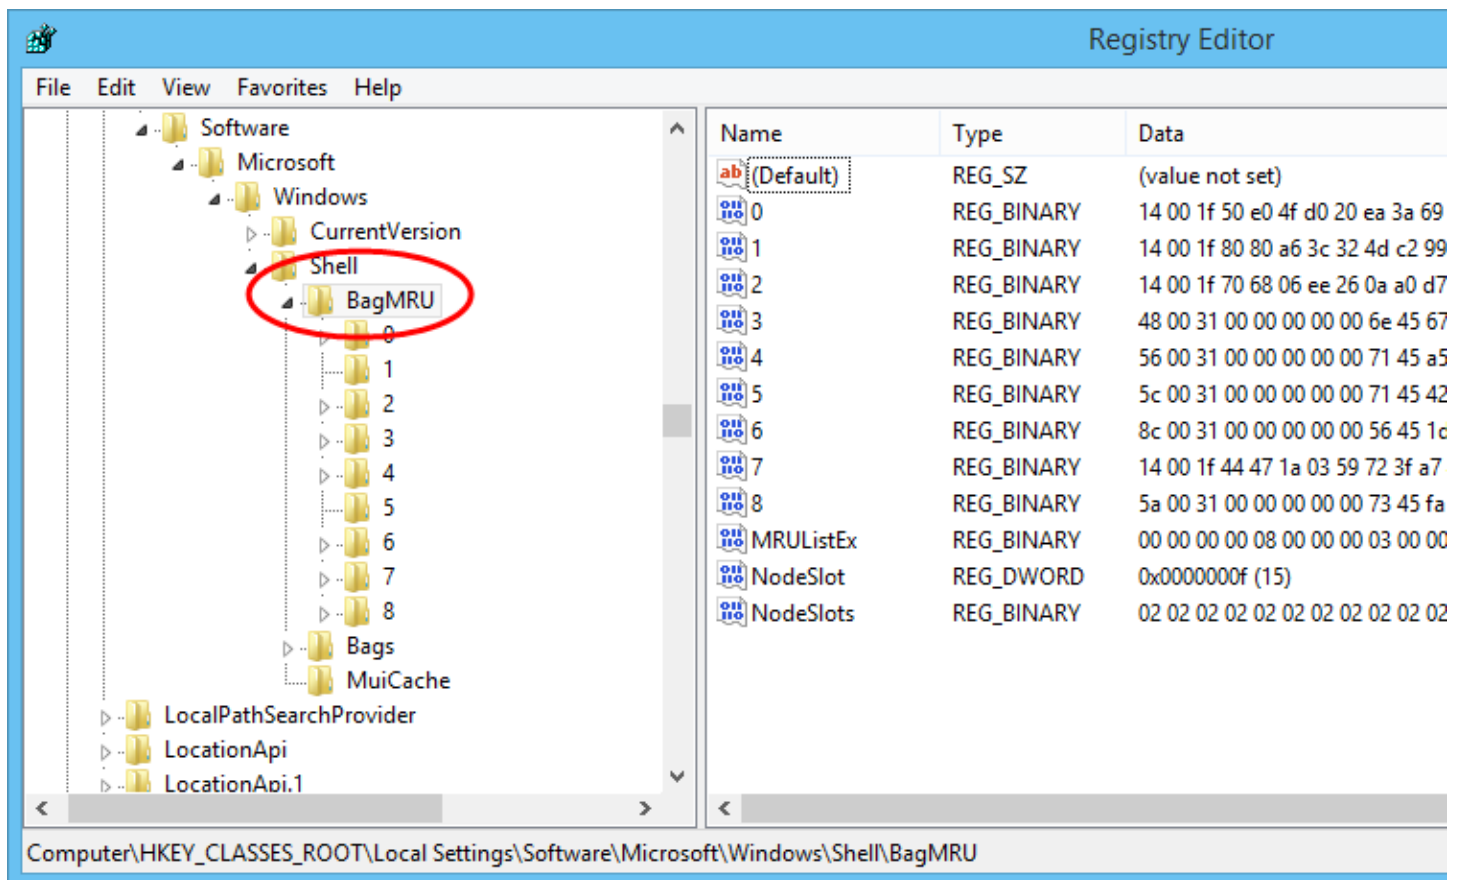 Registry Editor
File Edit View Favorites Help
Software
Microsoft
Windows
CurrentVersion
Shell
BagMRU
0
1
2
3
4
5
6
7
8
Bags
MuiCache
LocalPathSearchProvider
LocationApi
LocationApi.1
Name Type Data
(Default) REG_SZ (value not set)
0 REG_BINARY 14 00 1f 50 e0 4f d0 20 ea 3a 69
1 REG_BINARY 14 00 1f 80 80 a6 3c 32 4d c2 99
2 REG_BINARY 14 00 1f 70 68 06 ee 26 0a a0 d7
3 REG_BINARY 48 00 31 00 00 00 00 00 6e 45 67
4 REG_BINARY 56 00 31 00 00 00 00 00 71 45 a5
5 REG_BINARY 5c 00 31 00 00 00 00 00 71 45 42
6 REG_BINARY 8c 00 31 00 00 00 00 00 56 45 1d
7 REG_BINARY 14 00 1f 44 47 1a 03 59 72 3f a7
8 REG_BINARY 5a 00 31 00 00 00 00 00 73 45 fa
MRUListEx REG_BINARY 00 00 00 00 08 00 00 00 03 00 00
NodeSlot REG_DWORD 0x0000000f (15)
NodeSlots REG_BINARY 02 02 02 02 02 02 02 02 02 02 02
Computer\HKEY_CLASSES_ROOT\Local Settings\Software\Microsoft\Windows\Shell\BagMRU